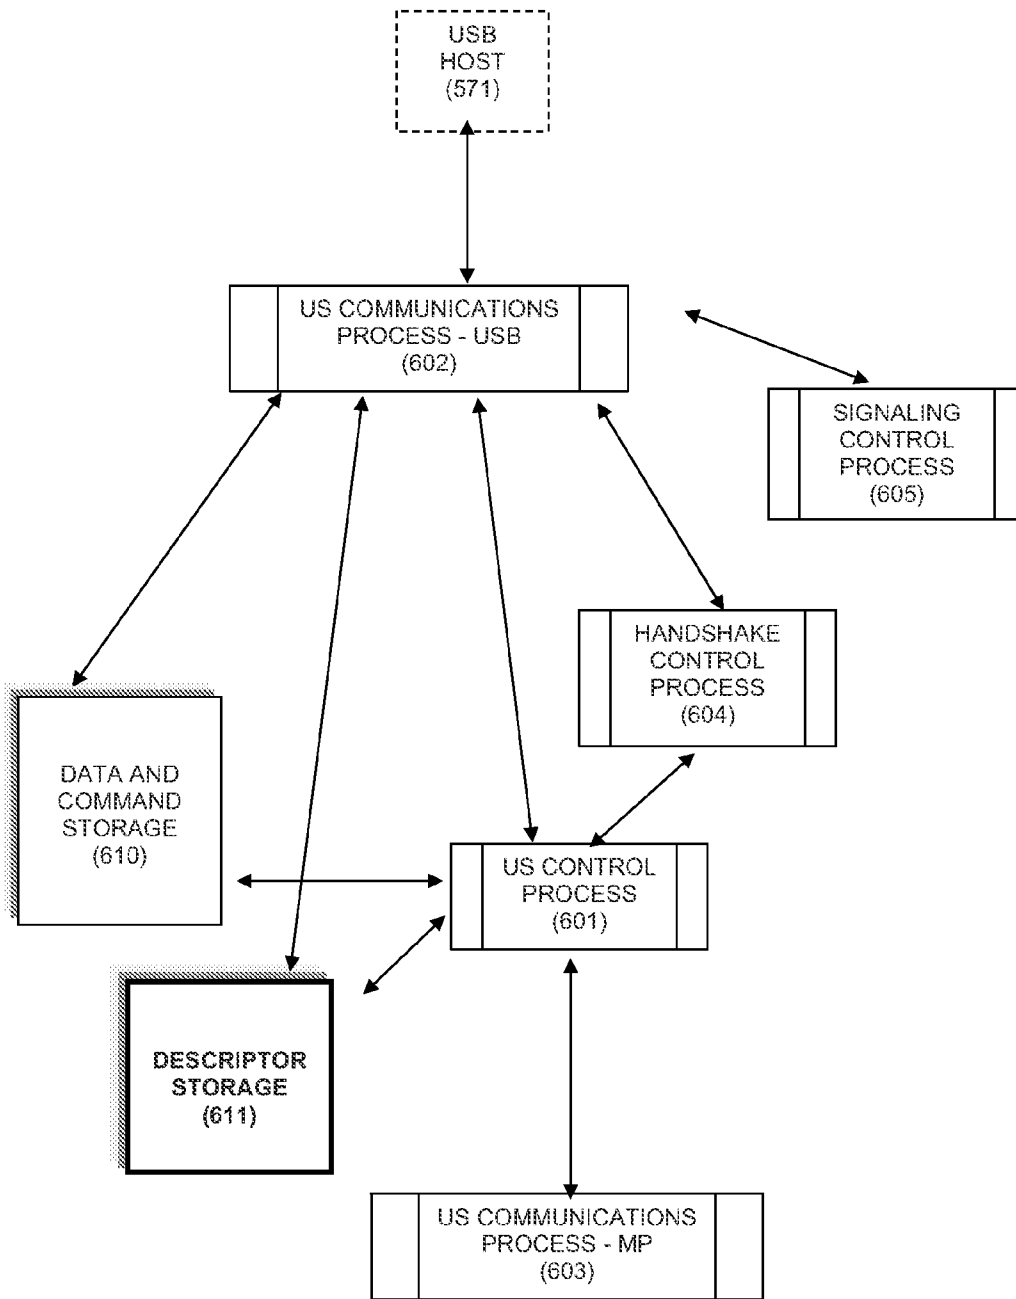 USB
HOST
(571)
US COMMUNICATIONS
PROCESS - USB
(602)
SIGNALING
CONTROL
PROCESS
(605)
HANDSHAKE
CONTROL
PROCESS
(604)
DATA AND
COMMAND
STORAGE
(610)
US CONTROL
PROCESS
(601)
DESCRIPTOR
STORAGE
(611)
US COMMUNICATIONS
PROCESS - MP
(603)